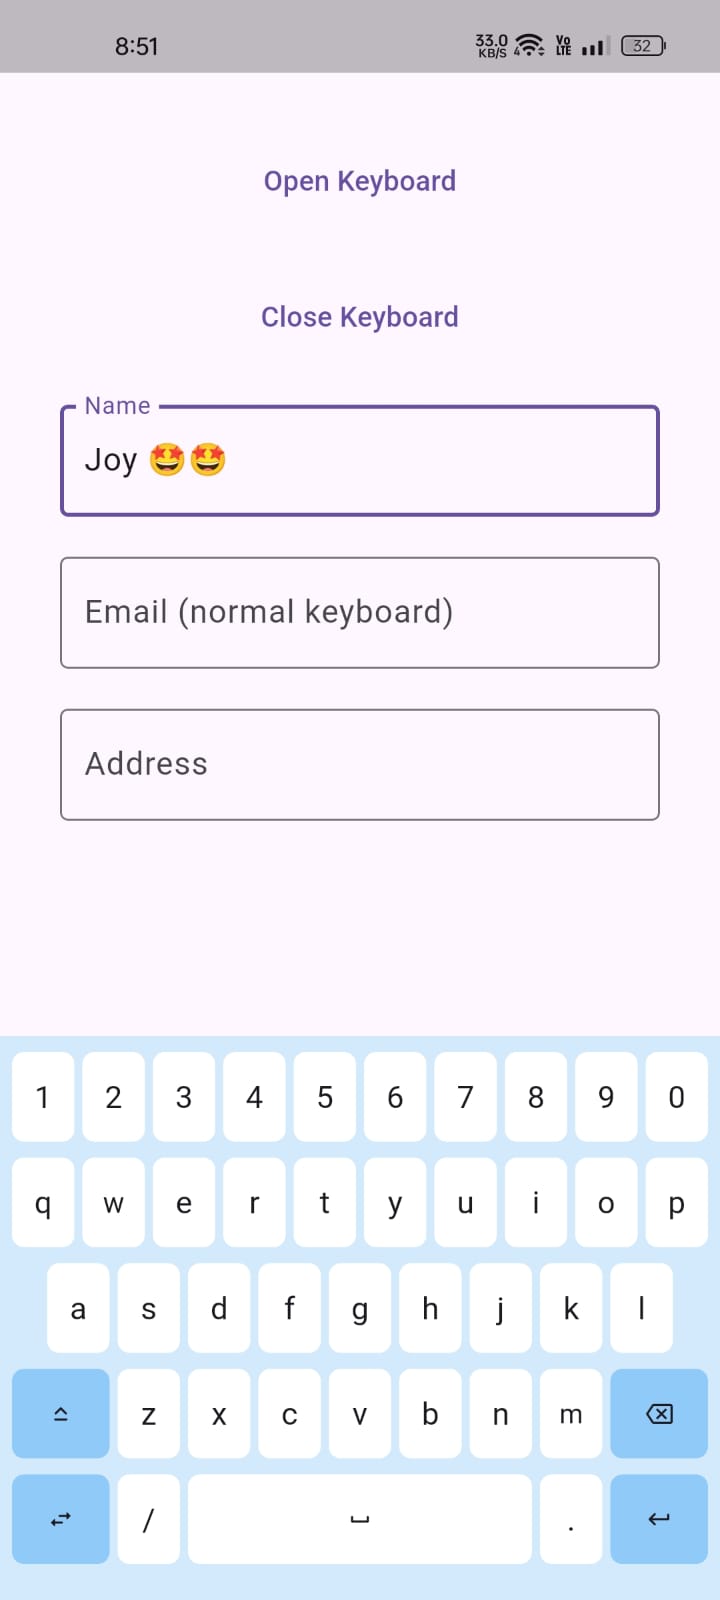 8:51 33.0 KB/S 4 Vo LTE 32
Open Keyboard
Close Keyboard
Name
Joy 🤩🤩
Email (normal keyboard)
Address
1 2 3 4 5 6 7 8 9 0
q w e r t y u i o p
a s d f g h j k l
z x c v b n m
/ .